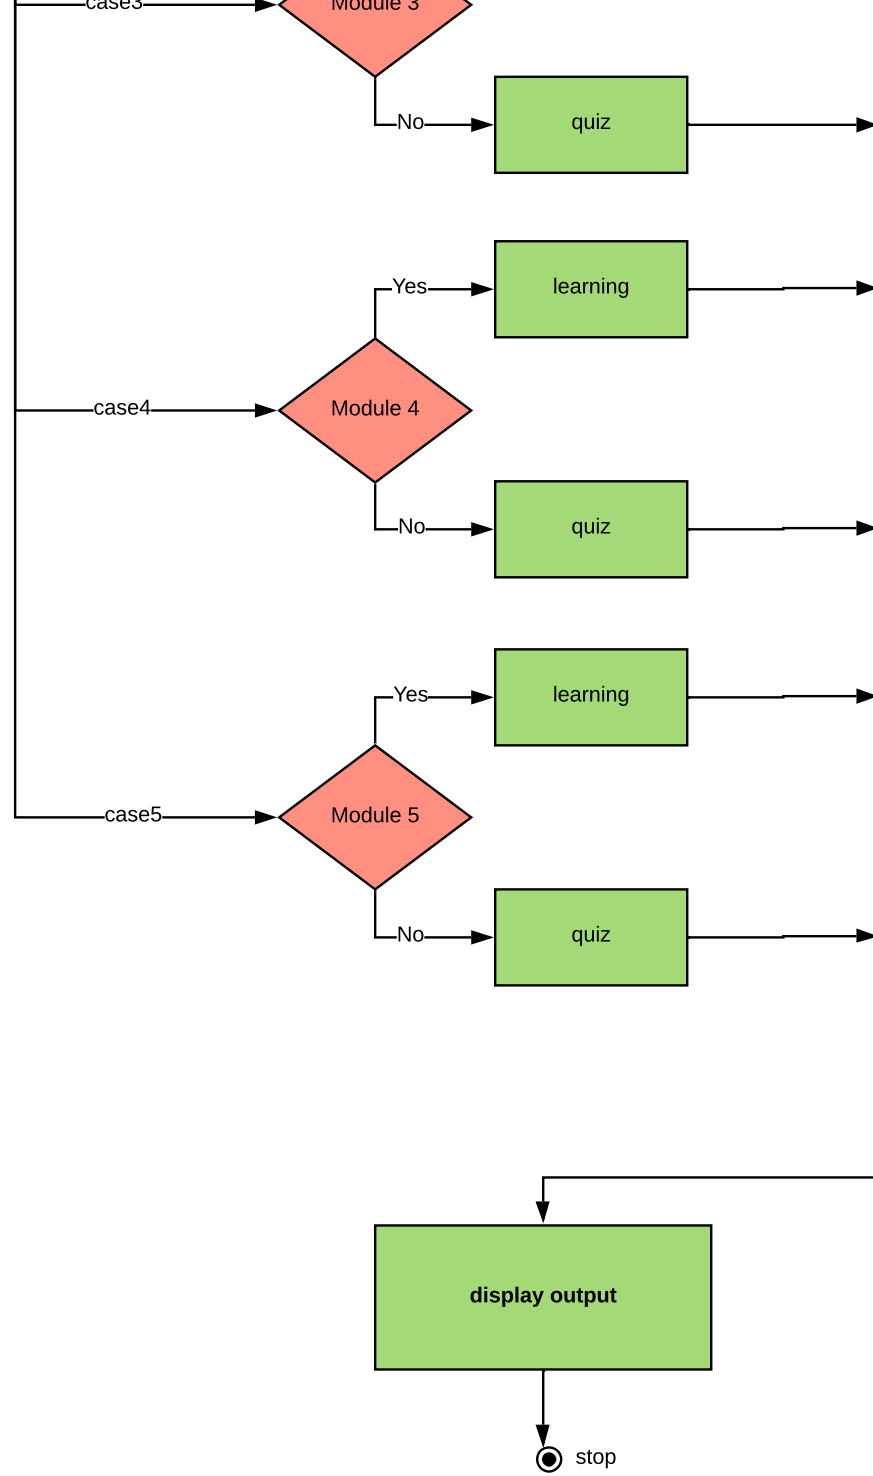 case3
Module 3
No
quiz
Yes
learning
case4
Module 4
No
quiz
Yes
learning
case5
Module 5
No
quiz
display output
stop